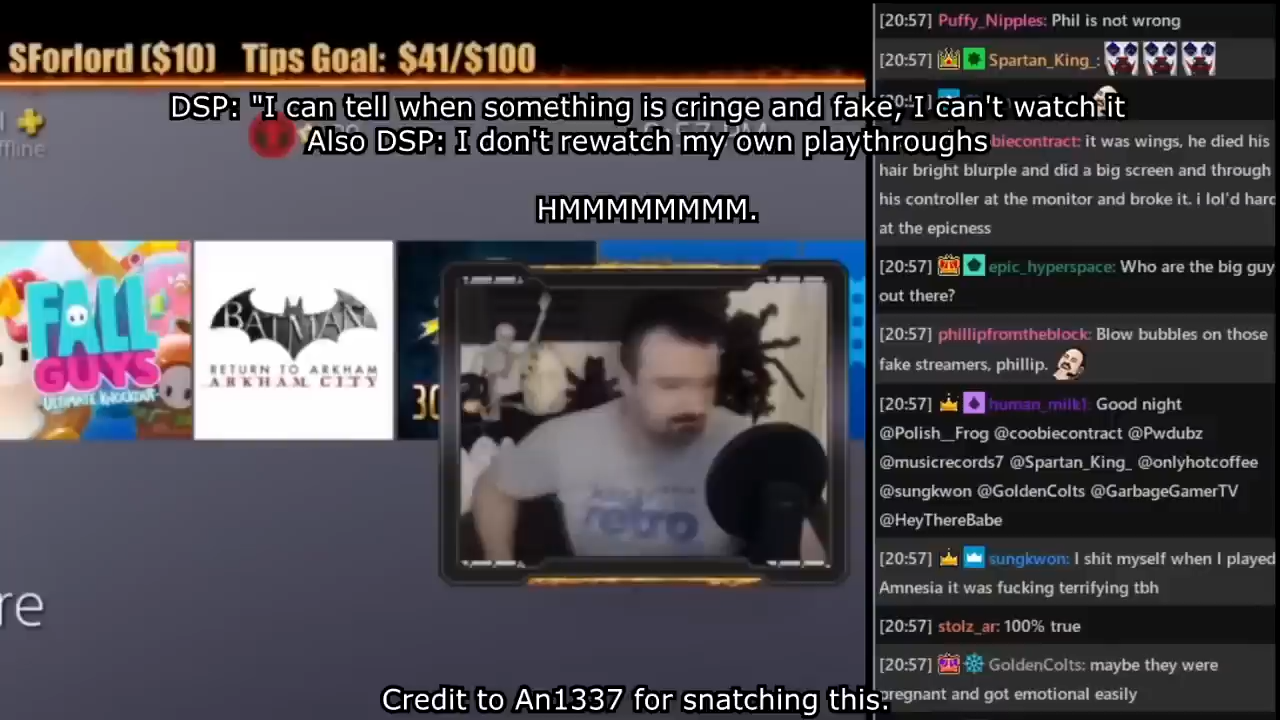 SForlord ($10) Tips Goal: $41/$100
DSP: "I can tell when something is cringe and fake, I can't watch it
Also DSP: I don't rewatch my own playthroughs
HMMMMMMMM.
ffline
FALL
GUYS
ULTIMATE KNOCKOUT
BATMAN
RETURN TO ARKHAM
ARKHAM CITY
30
retro
re
Credit to An1337 for snatching this.
[20:57] Puffy_Nipples: Phil is not wrong
[20:57] Spartan_King_:
[20:57]
biecontract: it was wings, he died his
hair bright blurple and did a big screen and through
his controller at the monitor and broke it. i lol'd hard
at the epicness
[20:57] epic_hyperspace: Who are the big guy
out there?
[20:57] phillipfromtheblock: Blow bubbles on those
fake streamers, phillip.
[20:57] human_milk1: Good night
@Polish__Frog @coobiecontract @Pwdubz
@musicrecords7 @Spartan_King_ @onlyhotcoffee
@sungkwon @GoldenColts @GarbageGamerTV
@HeyThereBabe
[20:57] sungkwon: I shit myself when I played
Amnesia it was fucking terrifying tbh
[20:57] stolz_ar: 100% true
[20:57] GoldenColts: maybe they were
pregnant and got emotional easily